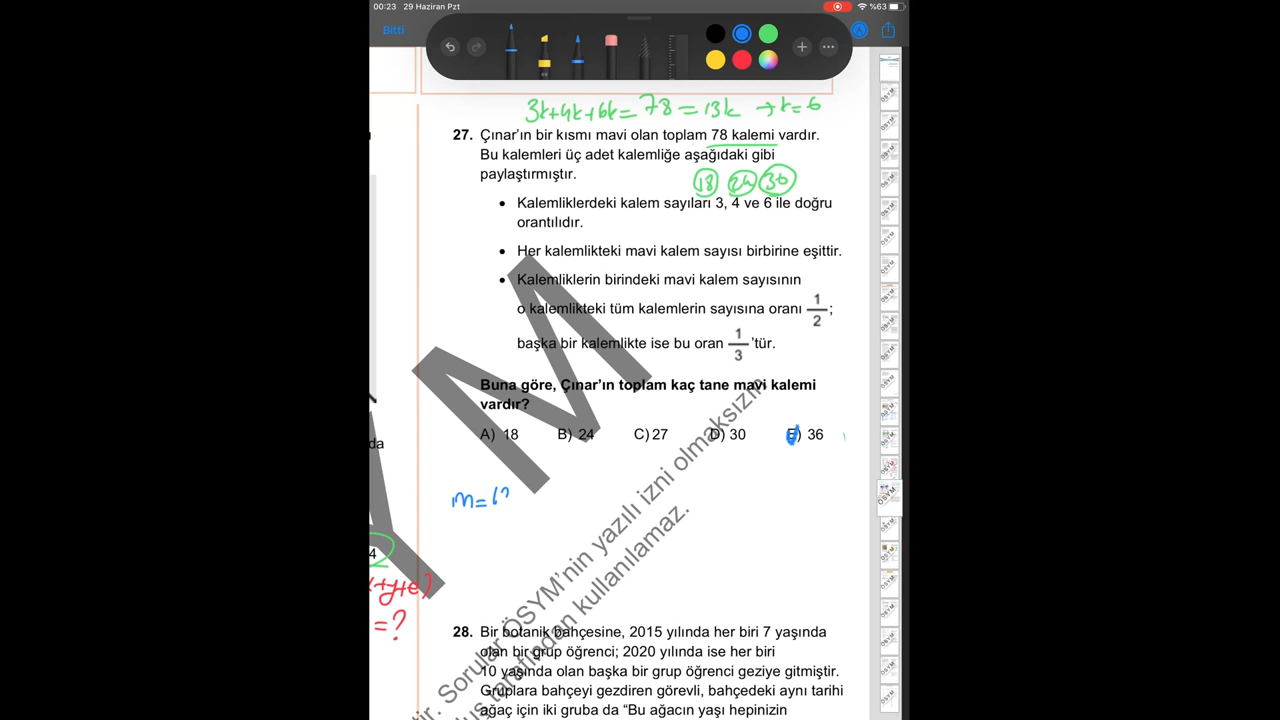 00:23 29 Haziran Pzt
%63
Bitti
3k+4k+6k=78=13k → k=6
27. Çınar’ın bir kısmı mavi olan toplam 78 kalemi vardır.
Bu kalemleri üç adet kalemliğe aşağıdaki gibi
paylaştırmıştır.
18 24 36
• Kalemliklerdeki kalem sayıları 3, 4 ve 6 ile doğru
orantılıdır.
• Her kalemlikteki mavi kalem sayısı birbirine eşittir.
• Kalemliklerin birindeki mavi kalem sayısının
o kalemlikteki tüm kalemlerin sayısına oranı 1/2;
başka bir kalemlikte ise bu oran 1/3 ’tür.
Buna göre, Çınar’ın toplam kaç tane mavi kalemi
vardır?
A) 18 B) 24 C) 27 D) 30 E) 36
da
m=12
4
x+y+e)
=?
28. Bir botanik bahçesine, 2015 yılında her biri 7 yaşında
olan bir grup öğrenci; 2020 yılında ise her biri
10 yaşında olan başka bir grup öğrenci geziye gitmiştir.
Gruplara bahçeyi gezdiren görevli, bahçedeki aynı tarihi
ağaç için iki gruba da “Bu ağacın yaşı hepinizin
YM
Sorular ÖSYM’nin yazılı izni olmaksızın
tarafından kullanılamaz.